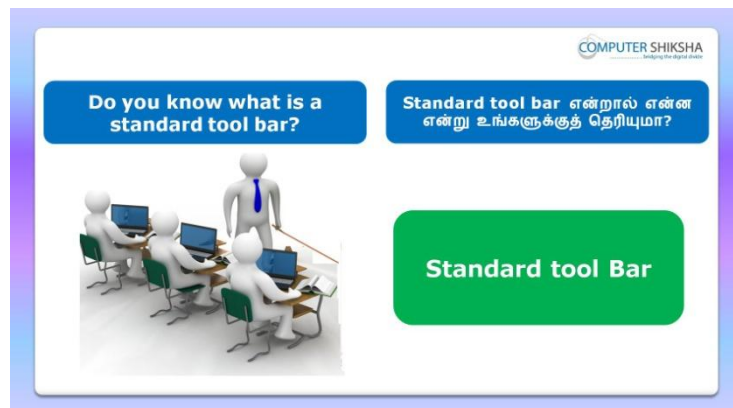 COMPUTER SHIKSHA
bridging the digital divide
Do you know what is a
standard tool bar?
Standard tool bar என்றால் என்ன
என்று உங்களுக்குத் தெரியுமா?
Standard tool Bar